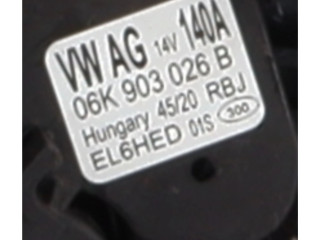 VW AG 14V 140A
06K 903 026 B
Hungary 45/20 RBJ
EL6HED 01S 300